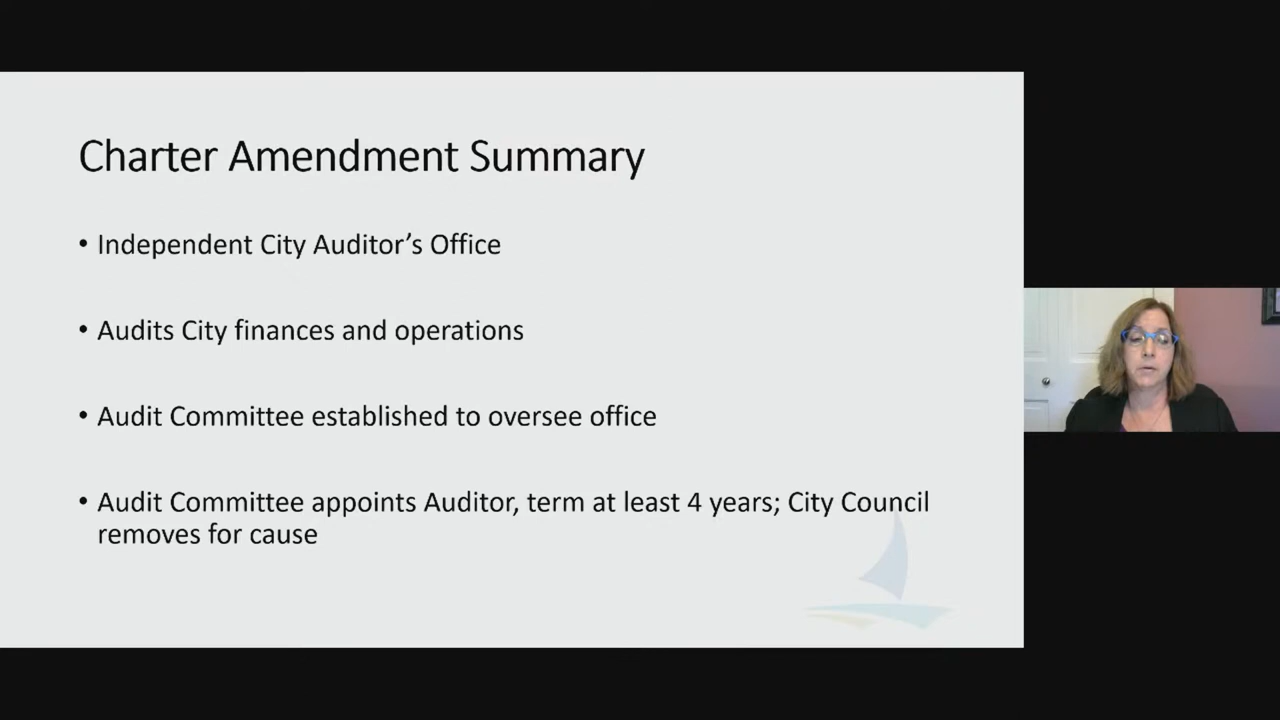 Charter Amendment Summary
• Independent City Auditor’s Office
• Audits City finances and operations
• Audit Committee established to oversee office
• Audit Committee appoints Auditor, term at least 4 years; City Council
removes for cause